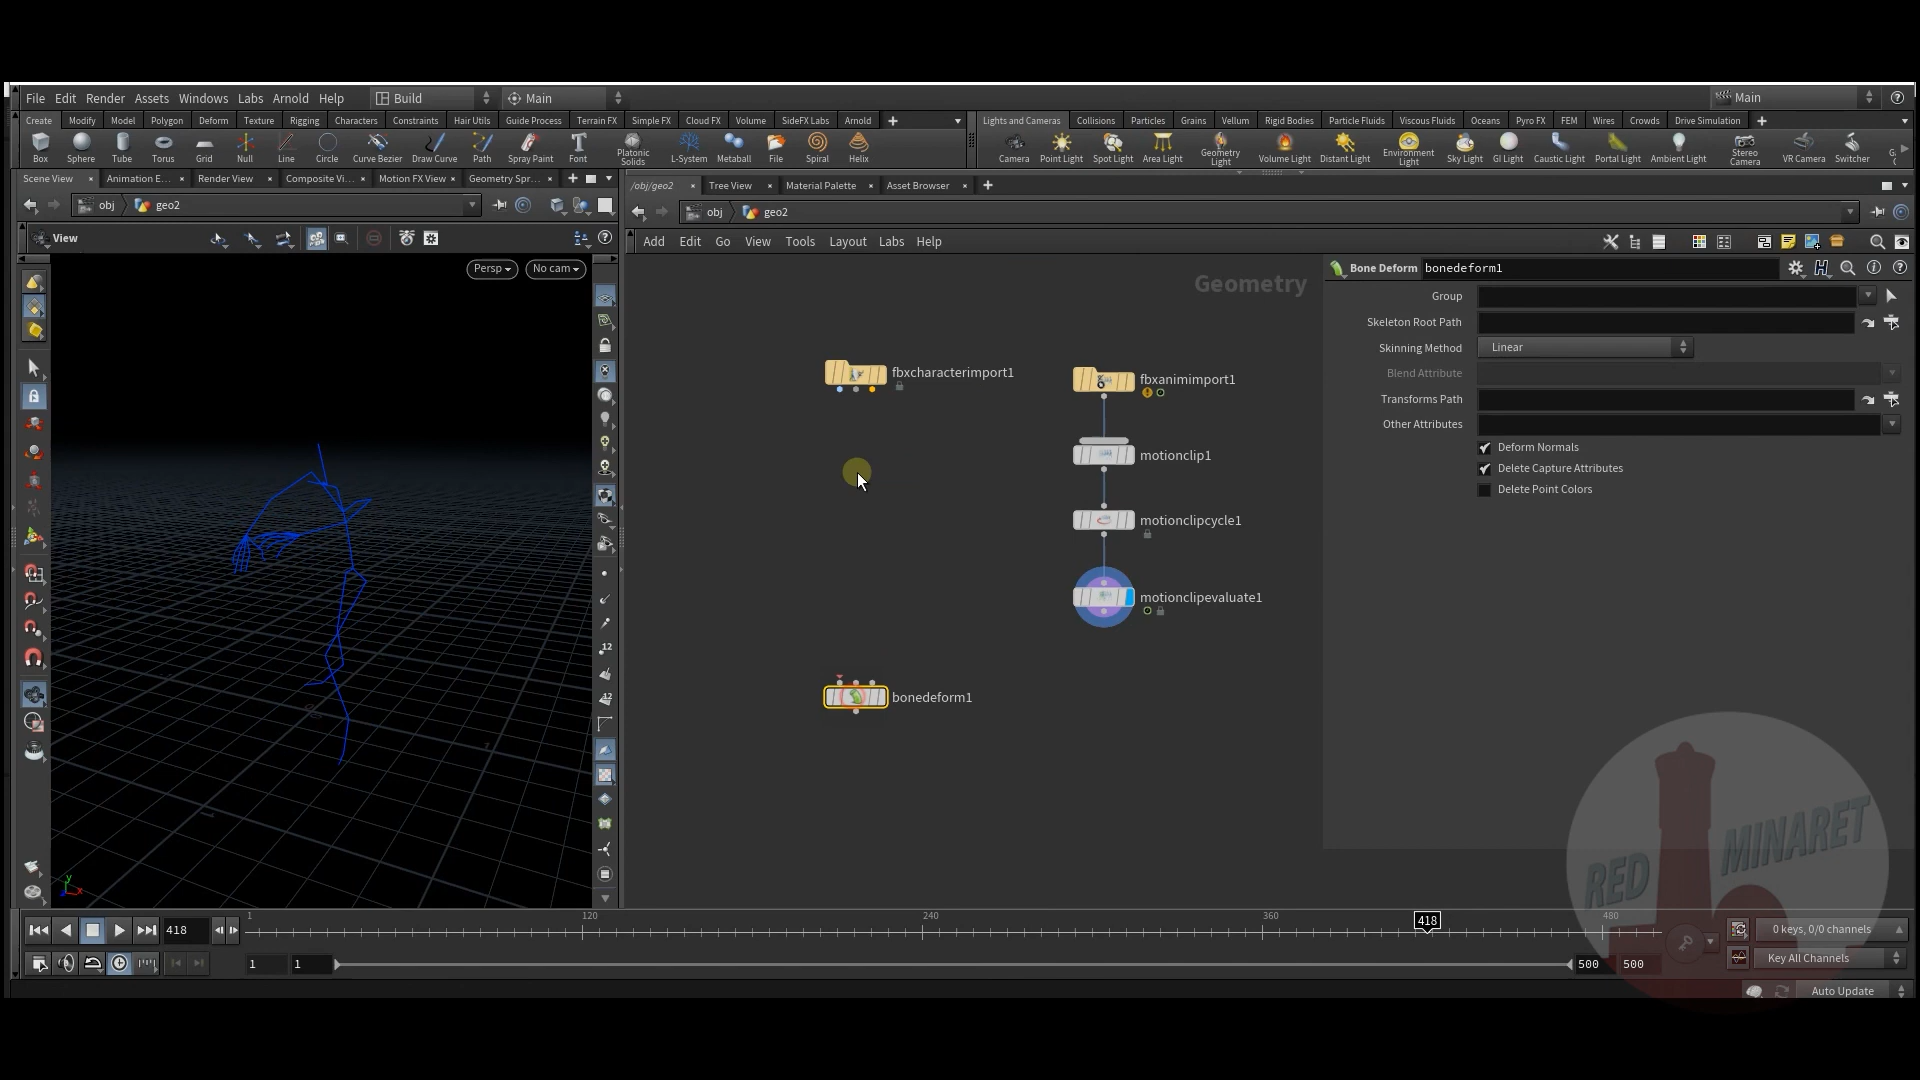 File Edit Render Assets Windows Labs Arnold Help Build Main Main
Create Modify Model Polygon Deform Texture Rigging Characters Constraints Hair Utils Guide Process Terrain FX Simple FX Cloud FX Volume SideFX Labs Arnold
Lights and Cameras Collisions Particles Grains Vellum Rigid Bodies Particle Fluids Viscous Fluids Oceans Pyro FX FEM Wires Crowds Drive Simulation
Box Sphere Tube Torus Grid Null Line Circle Curve Bezier Draw Curve Path Spray Paint Font Platonic Solids L-System Metaball File Spiral Helix
Camera Point Light Spot Light Area Light Geometry Light Volume Light Distant Light Environment Light Sky Light GI Light Caustic Light Portal Light Ambient Light Stereo Camera VR Camera Switcher
Scene View Animation E... Render View Composite Vi... Motion FX View Geometry Spr...
/obj/geo2 Tree View Material Palette Asset Browser
obj geo2
obj geo2
View
Add Edit Go View Tools Layout Labs Help
Persp No cam
Geometry
Bone Deform bonedeform1
Group
Skeleton Root Path
Skinning Method Linear
Blend Attribute
Transforms Path
Other Attributes
Deform Normals
Delete Capture Attributes
Delete Point Colors
fbxcharacterimport1
fbxanimimport1
motionclip1
motionclipcycle1
motionclipevaluate1
bonedeform1
12
12
y
x
RED MINARET
418
1 120 240 360 418 480
0 keys, 0/0 channels
1 1 500 500
Key All Channels
Auto Update